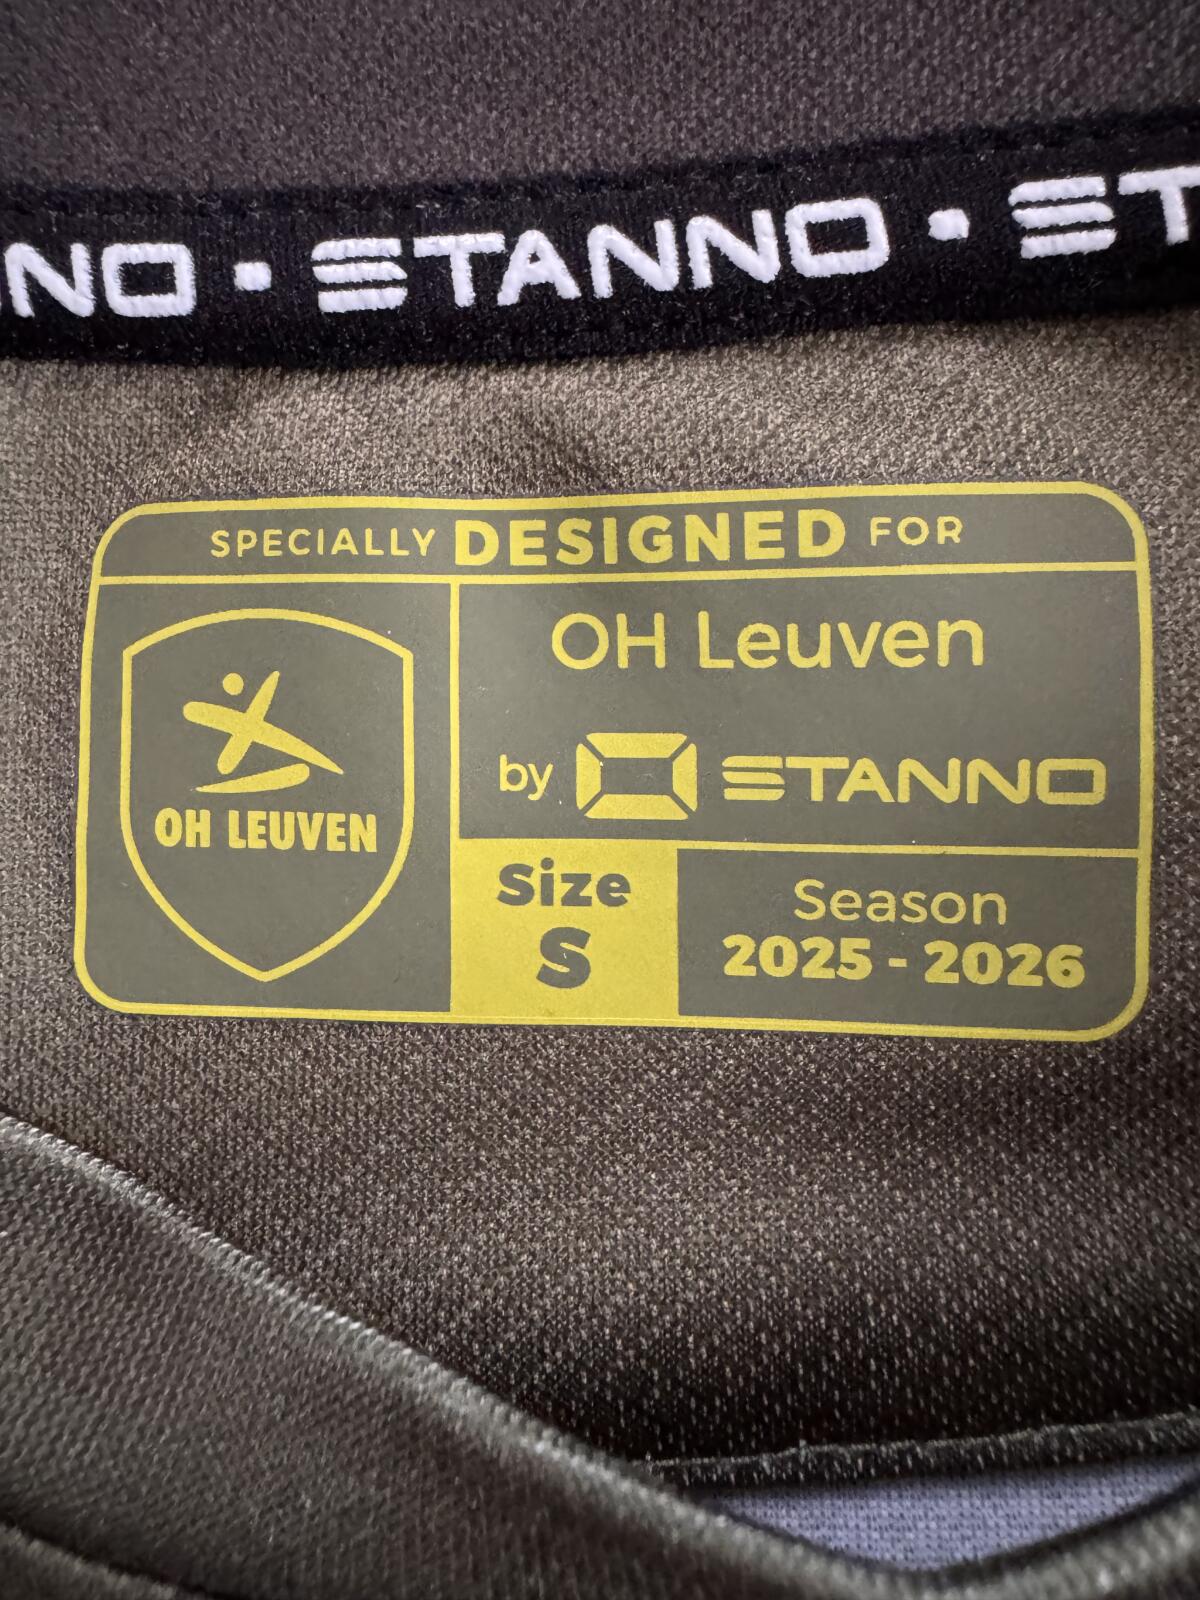 NO • STANNO • ST
SPECIALLY DESIGNED FOR
OH LEUVEN
OH Leuven
by STANNO
Size
S
Season
2025 - 2026